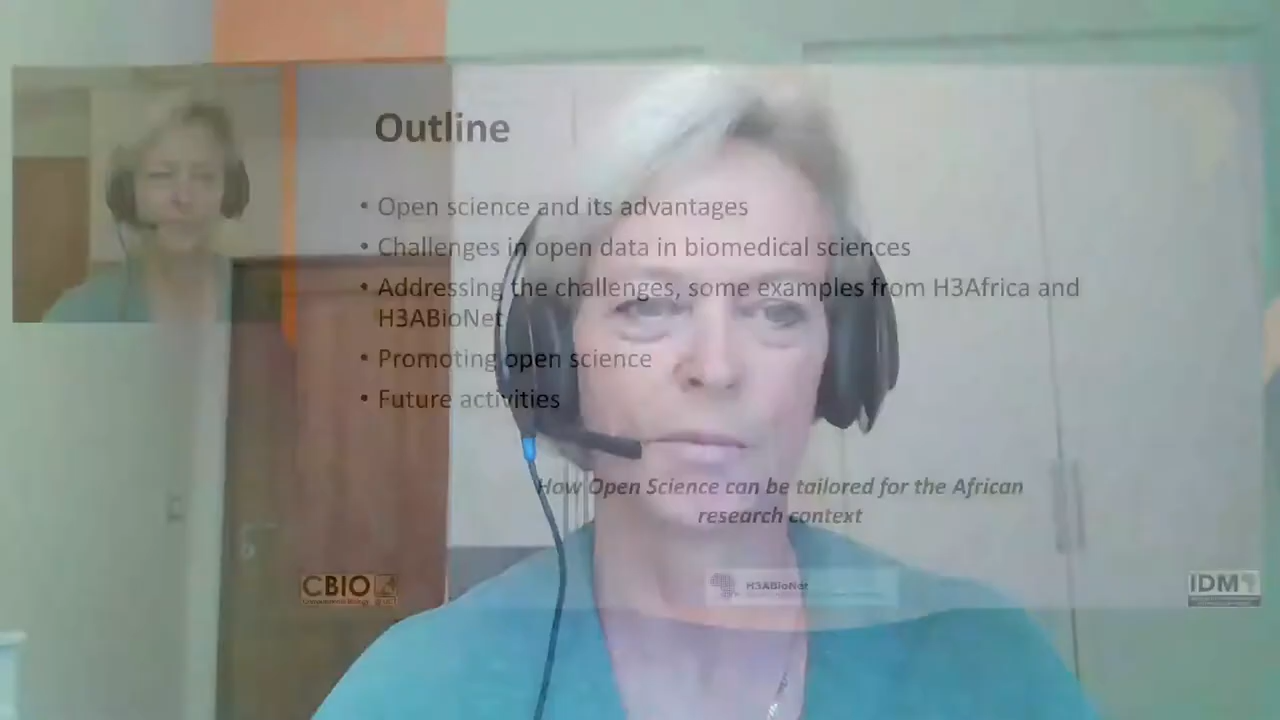 Outline
• Open science and its advantages
• Challenges in open data in biomedical sciences
• Addressing the challenges, some examples from H3Africa and
H3ABioNet
• Promoting open science
• Future activities
How Open Science can be tailored for the African
research context
CBIO
H3ABioNet
IDM